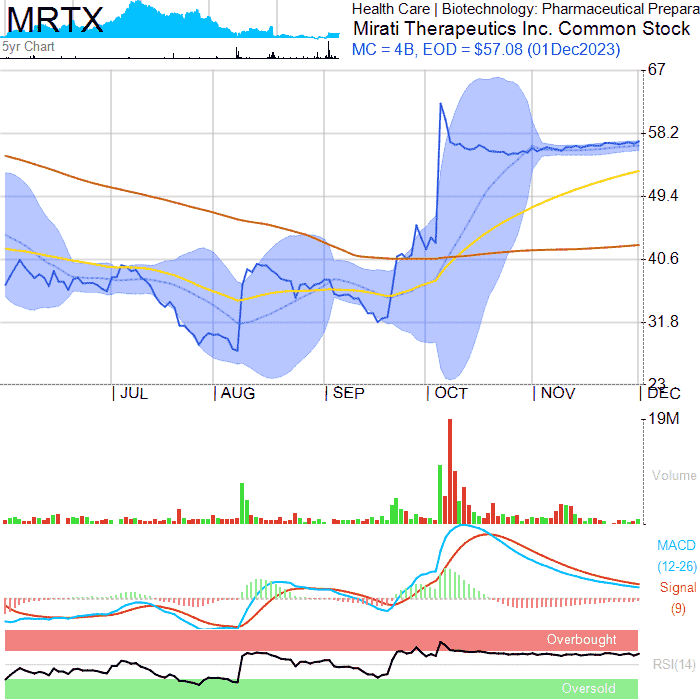 MRTX
Health Care | Biotechnology: Pharmaceutical Prepara
Mirati Therapeutics Inc. Common Stock
MC = 4B, EOD = $57.08 (01Dec2023)
5yr Chart
67
58.2
49.4
40.6
31.8
23
JUL
AUG
SEP
OCT
NOV
DEC
19M
Volume
MACD
(12-26)
Signal
(9)
Overbought
RSI(14)
Oversold